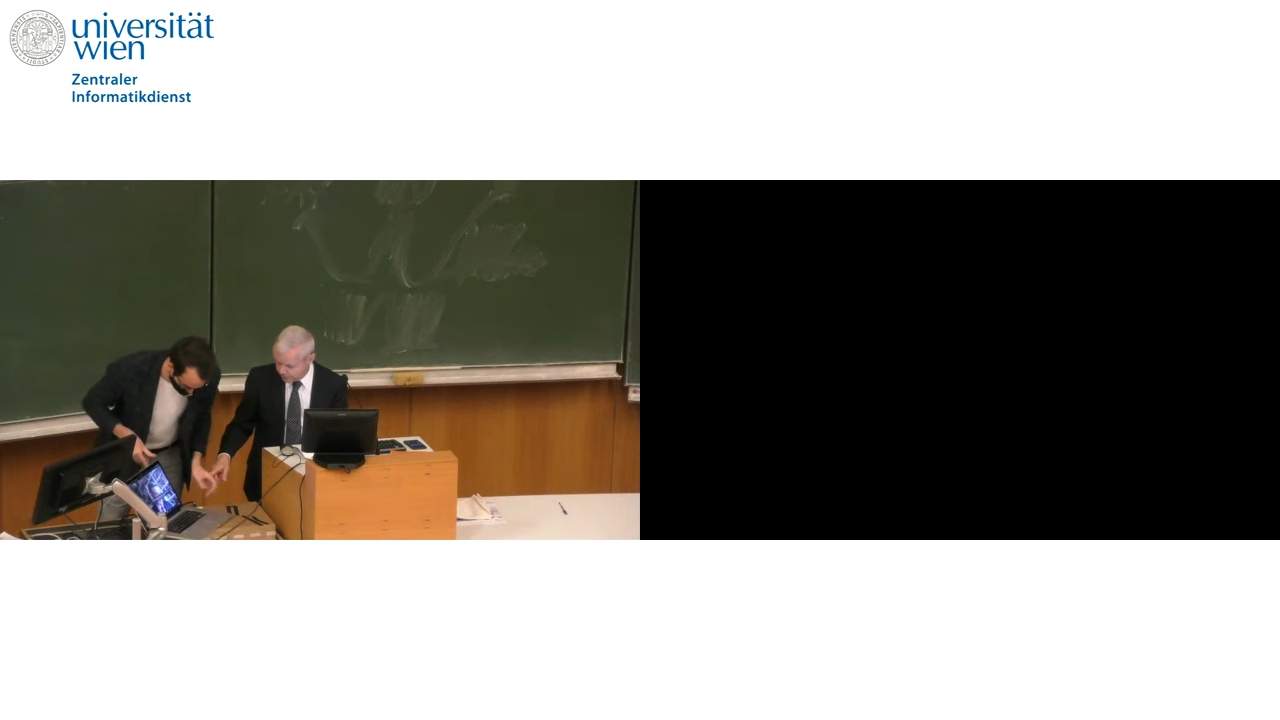 universität
wien
Zentraler
Informatikdienst